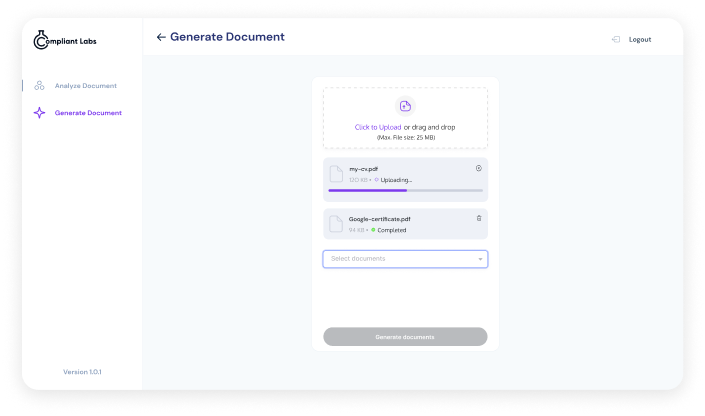 Compliant Labs
Generate Document
Logout
Analyze Document
Generate Document
Click to Upload or drag and drop
(Max. File size: 25 MB)
my-cv.pdf
120 KB • Uploading...
Google-certificate.pdf
94 KB • Completed
Select documents
Generate documents
Version 1.0.1